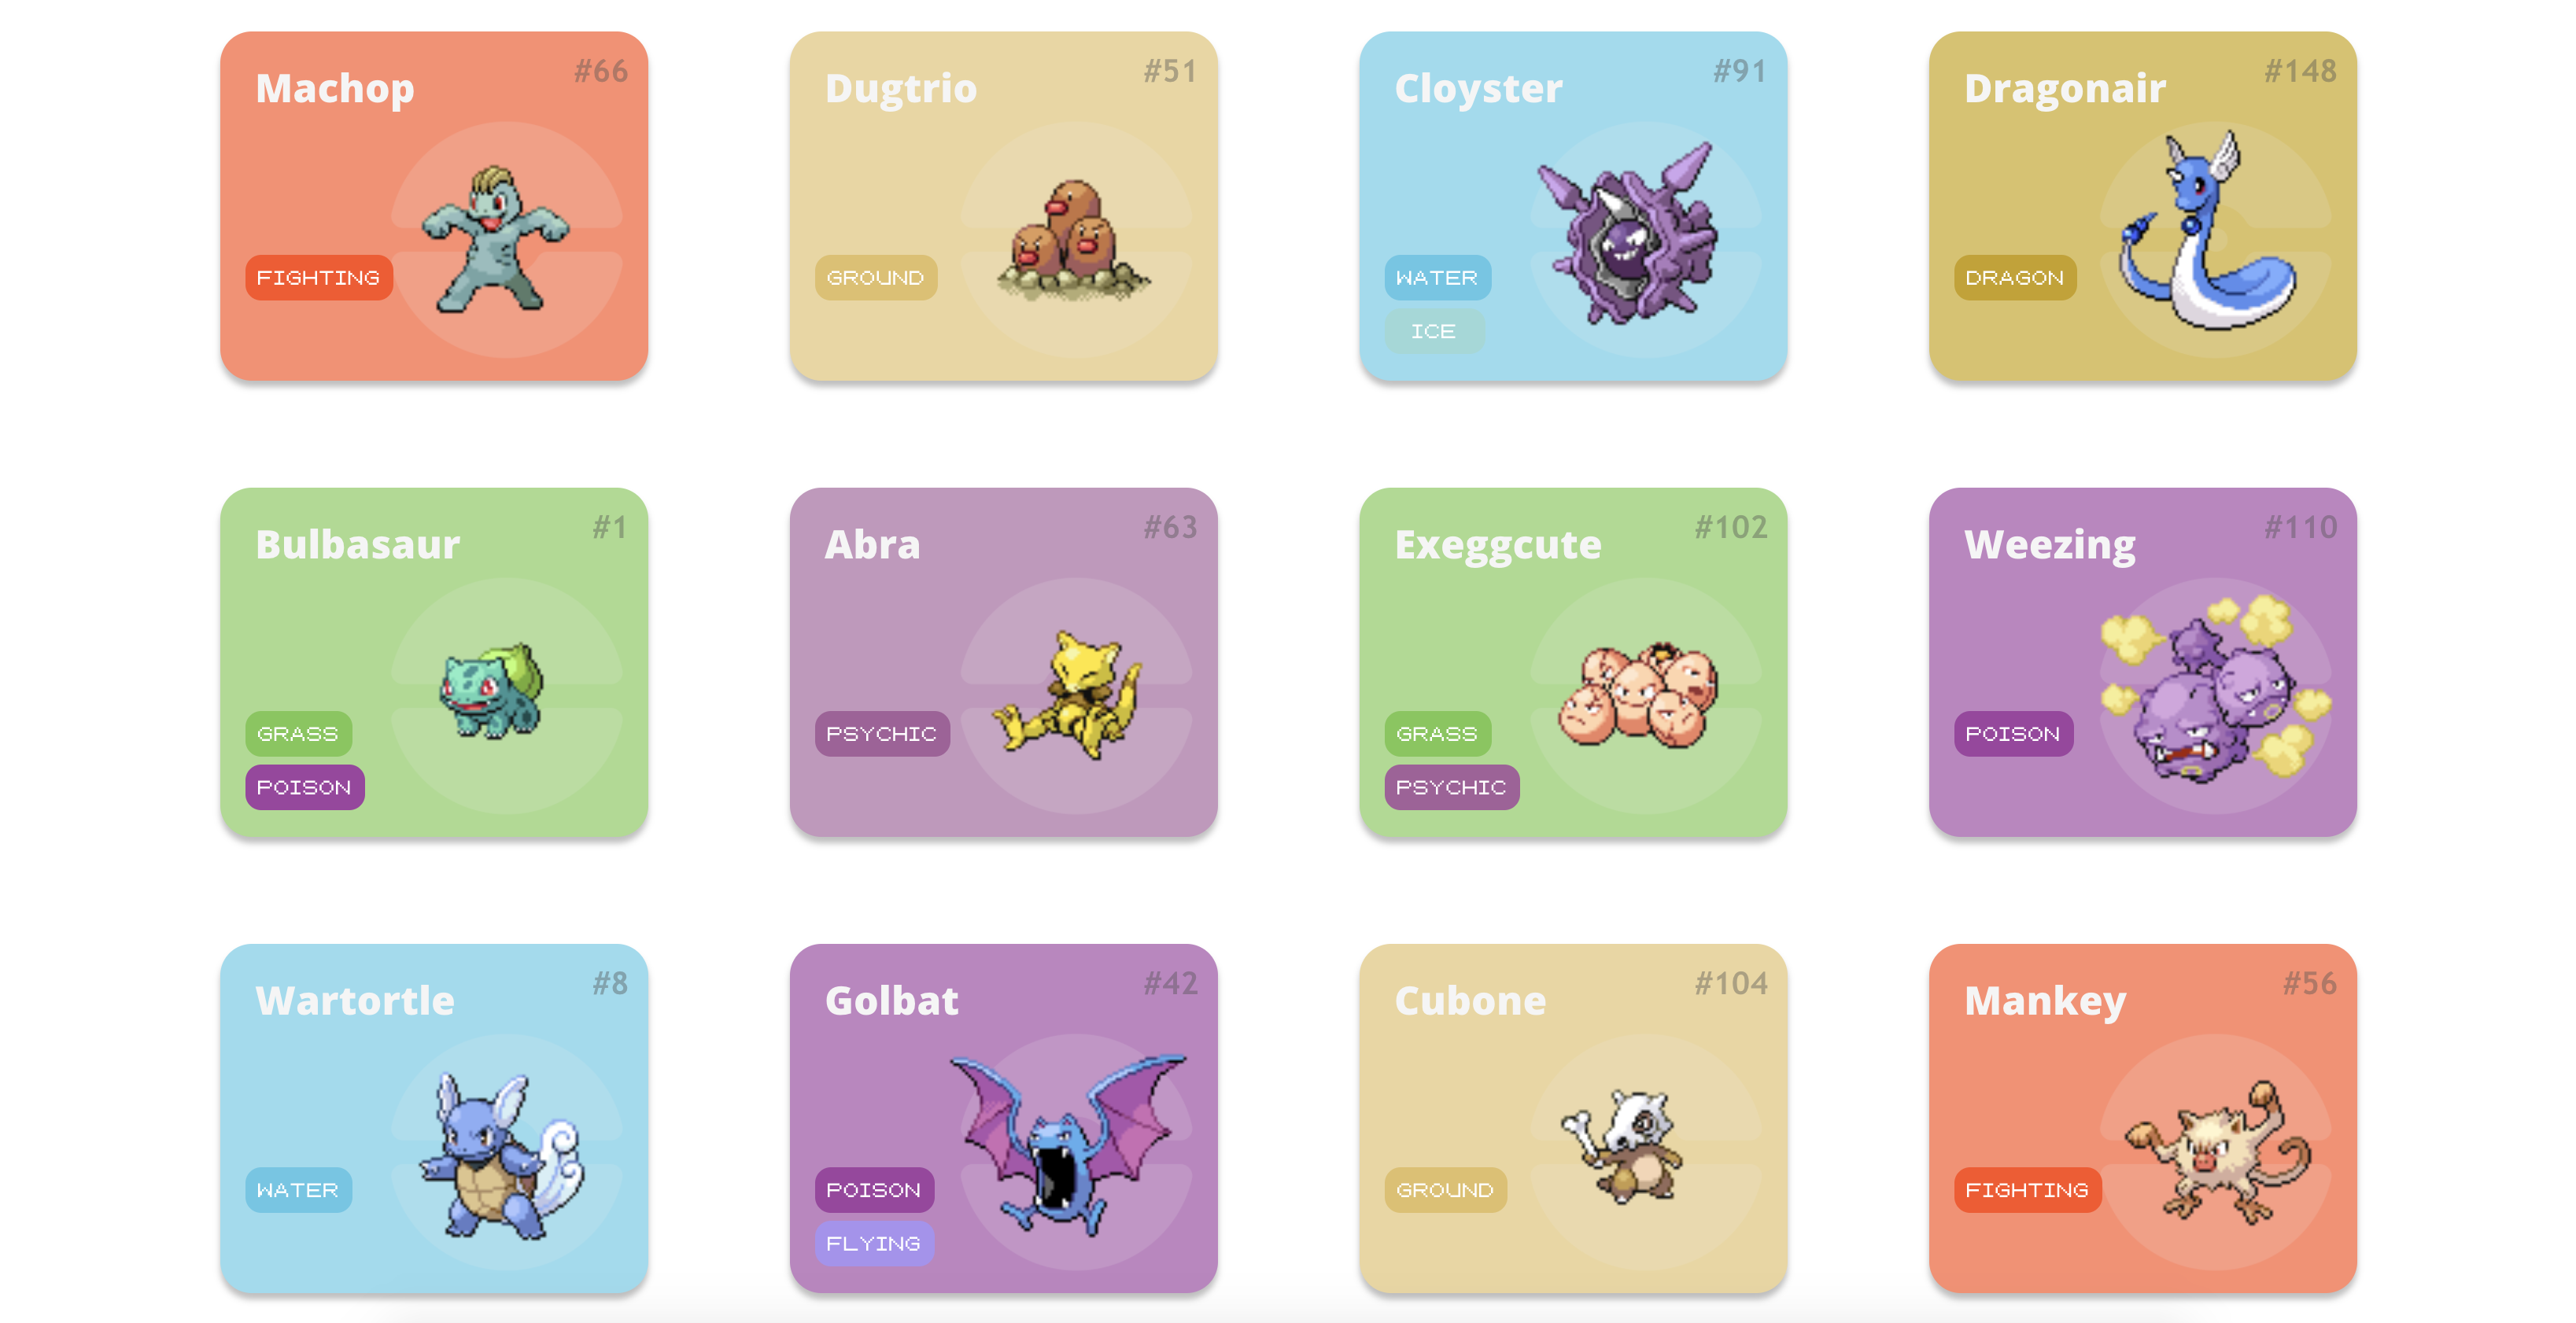 Machop
#66
FIGHTING
Dugtrio
#51
GROUND
Cloyster
#91
WATER
ICE
Dragonair
#148
DRAGON
Bulbasaur
#1
GRASS
POISON
Abra
#63
PSYCHIC
Exeggcute
#102
GRASS
PSYCHIC
Weezing
#110
POISON
Wartortle
#8
WATER
Golbat
#42
POISON
FLYING
Cubone
#104
GROUND
Mankey
#56
FIGHTING